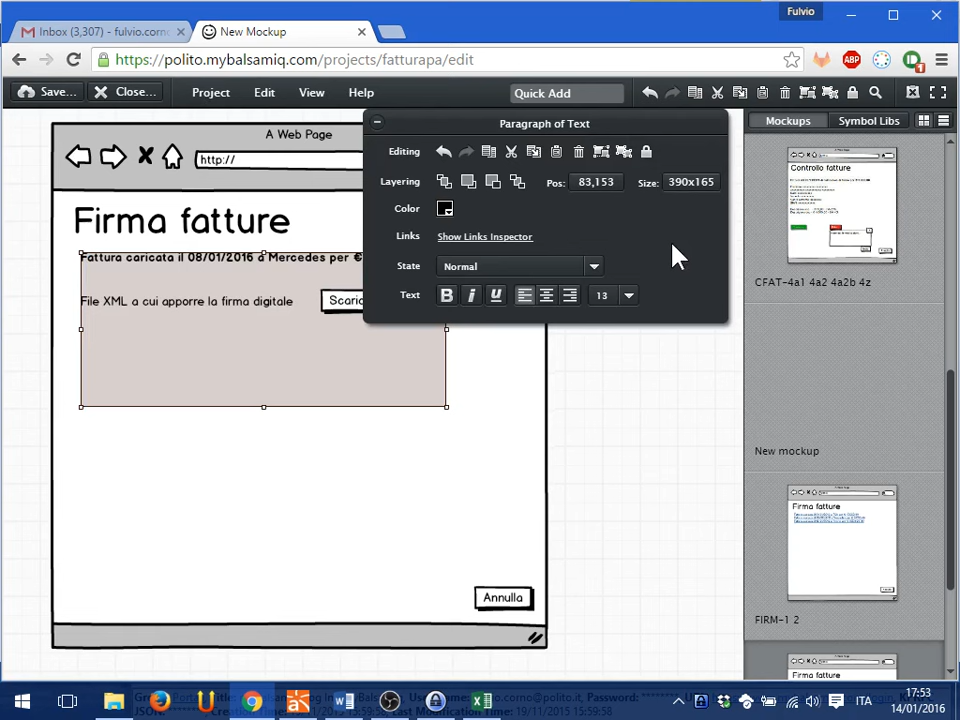 Fulvio
Inbox (3,307) - fulvio.corn
New Mockup
https://polito.mybalsamiq.com/projects/fatturapa/edit
Save...
Close...
Project
Edit
View
Help
Quick Add
A Web Page
http://
Firma fatture
Fattura caricata il 08/01/2016 a Mercedes per €
File XML a cui apporre la firma digitale
Scaric
Annulla
Paragraph of Text
Editing
Layering
Pos:
83,153
Size:
390x165
Color
Links
Show Links Inspector
State
Normal
Text
B
i
U
13
Mockups
Symbol Libs
Controllo fatture
CFAT-4a1 4a2 4a2b 4z
New mockup
Firma fatture
FIRM-1 2
Firma fatture
ITA
17:53
14/01/2016